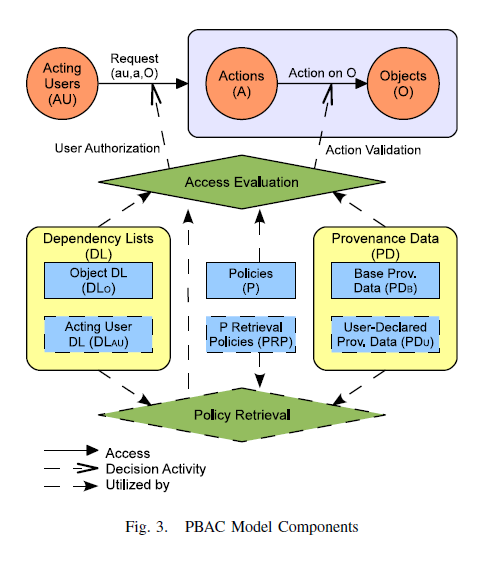 Acting
Users
(AU)
Request
(au,a,O)
Actions
(A)
Action on O
Objects
(O)
User Authorization
Action Validation
Access Evaluation
Dependency Lists
(DL)
Object DL
(DLO)
Acting User
DL (DLAU)
Policies
(P)
P Retrieval
Policies (PRP)
Provenance Data
(PD)
Base Prov.
Data (PDB)
User-Declared
Prov. Data (PDU)
Policy Retrieval
Access
Decision Activity
Utilized by
Fig. 3. PBAC Model Components